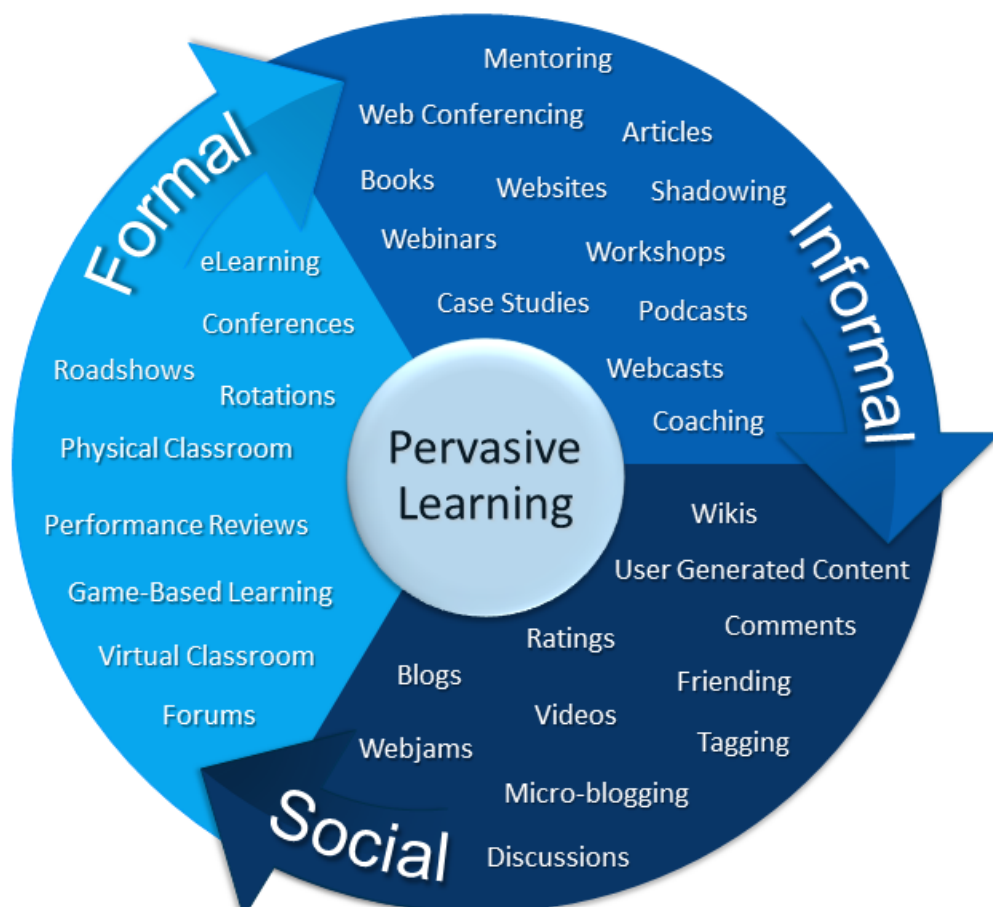 Formal
eLearning
Conferences
Roadshows
Rotations
Physical Classroom
Performance Reviews
Game-Based Learning
Virtual Classroom
Forums
Informal
Mentoring
Web Conferencing
Articles
Books
Websites
Shadowing
Webinars
Workshops
Case Studies
Podcasts
Webcasts
Coaching
Pervasive
Learning
Social
Wikis
User Generated Content
Comments
Ratings
Blogs
Friending
Videos
Tagging
Webjams
Micro-blogging
Discussions